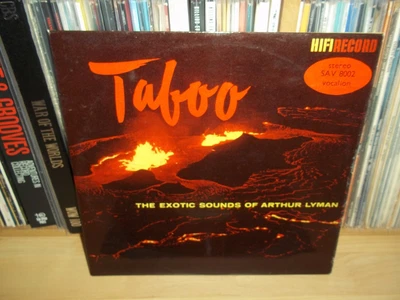 HIFIRECORD
stereo
SAV 8002
vocalion
Taboo
THE EXOTIC SOUNDS OF ARTHUR LYMAN
WAR OF THE WORLDS
& GROOVES